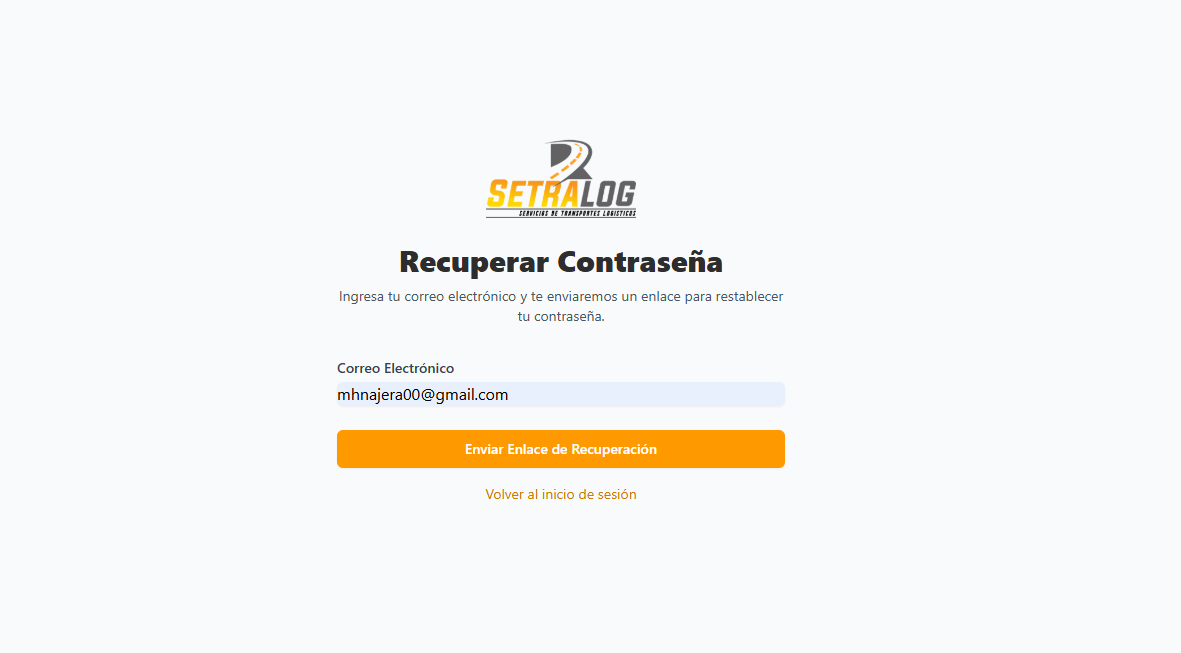 SETRALOG
SERVICIOS DE TRANSPORTES LOGISTICOS
Recuperar Contraseña
Ingresa tu correo electrónico y te enviaremos un enlace para restablecer
tu contraseña.
Correo Electrónico
mhnajera00@gmail.com
Enviar Enlace de Recuperación
Volver al inicio de sesión